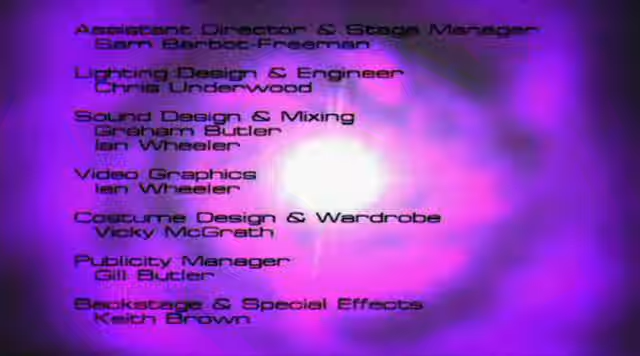 Assistant Director & Stage Manager
Sam Barbot-Freeman
Lighting Design & Engineer
Chris Underwood
Sound Design & Mixing
Graham Butler
Ian Wheeler
Video Graphics
Ian Wheeler
Costume Design & Wardrobe
Vicky McGrath
Publicity Manager
Gill Butler
Backstage & Special Effects
Keith Brown